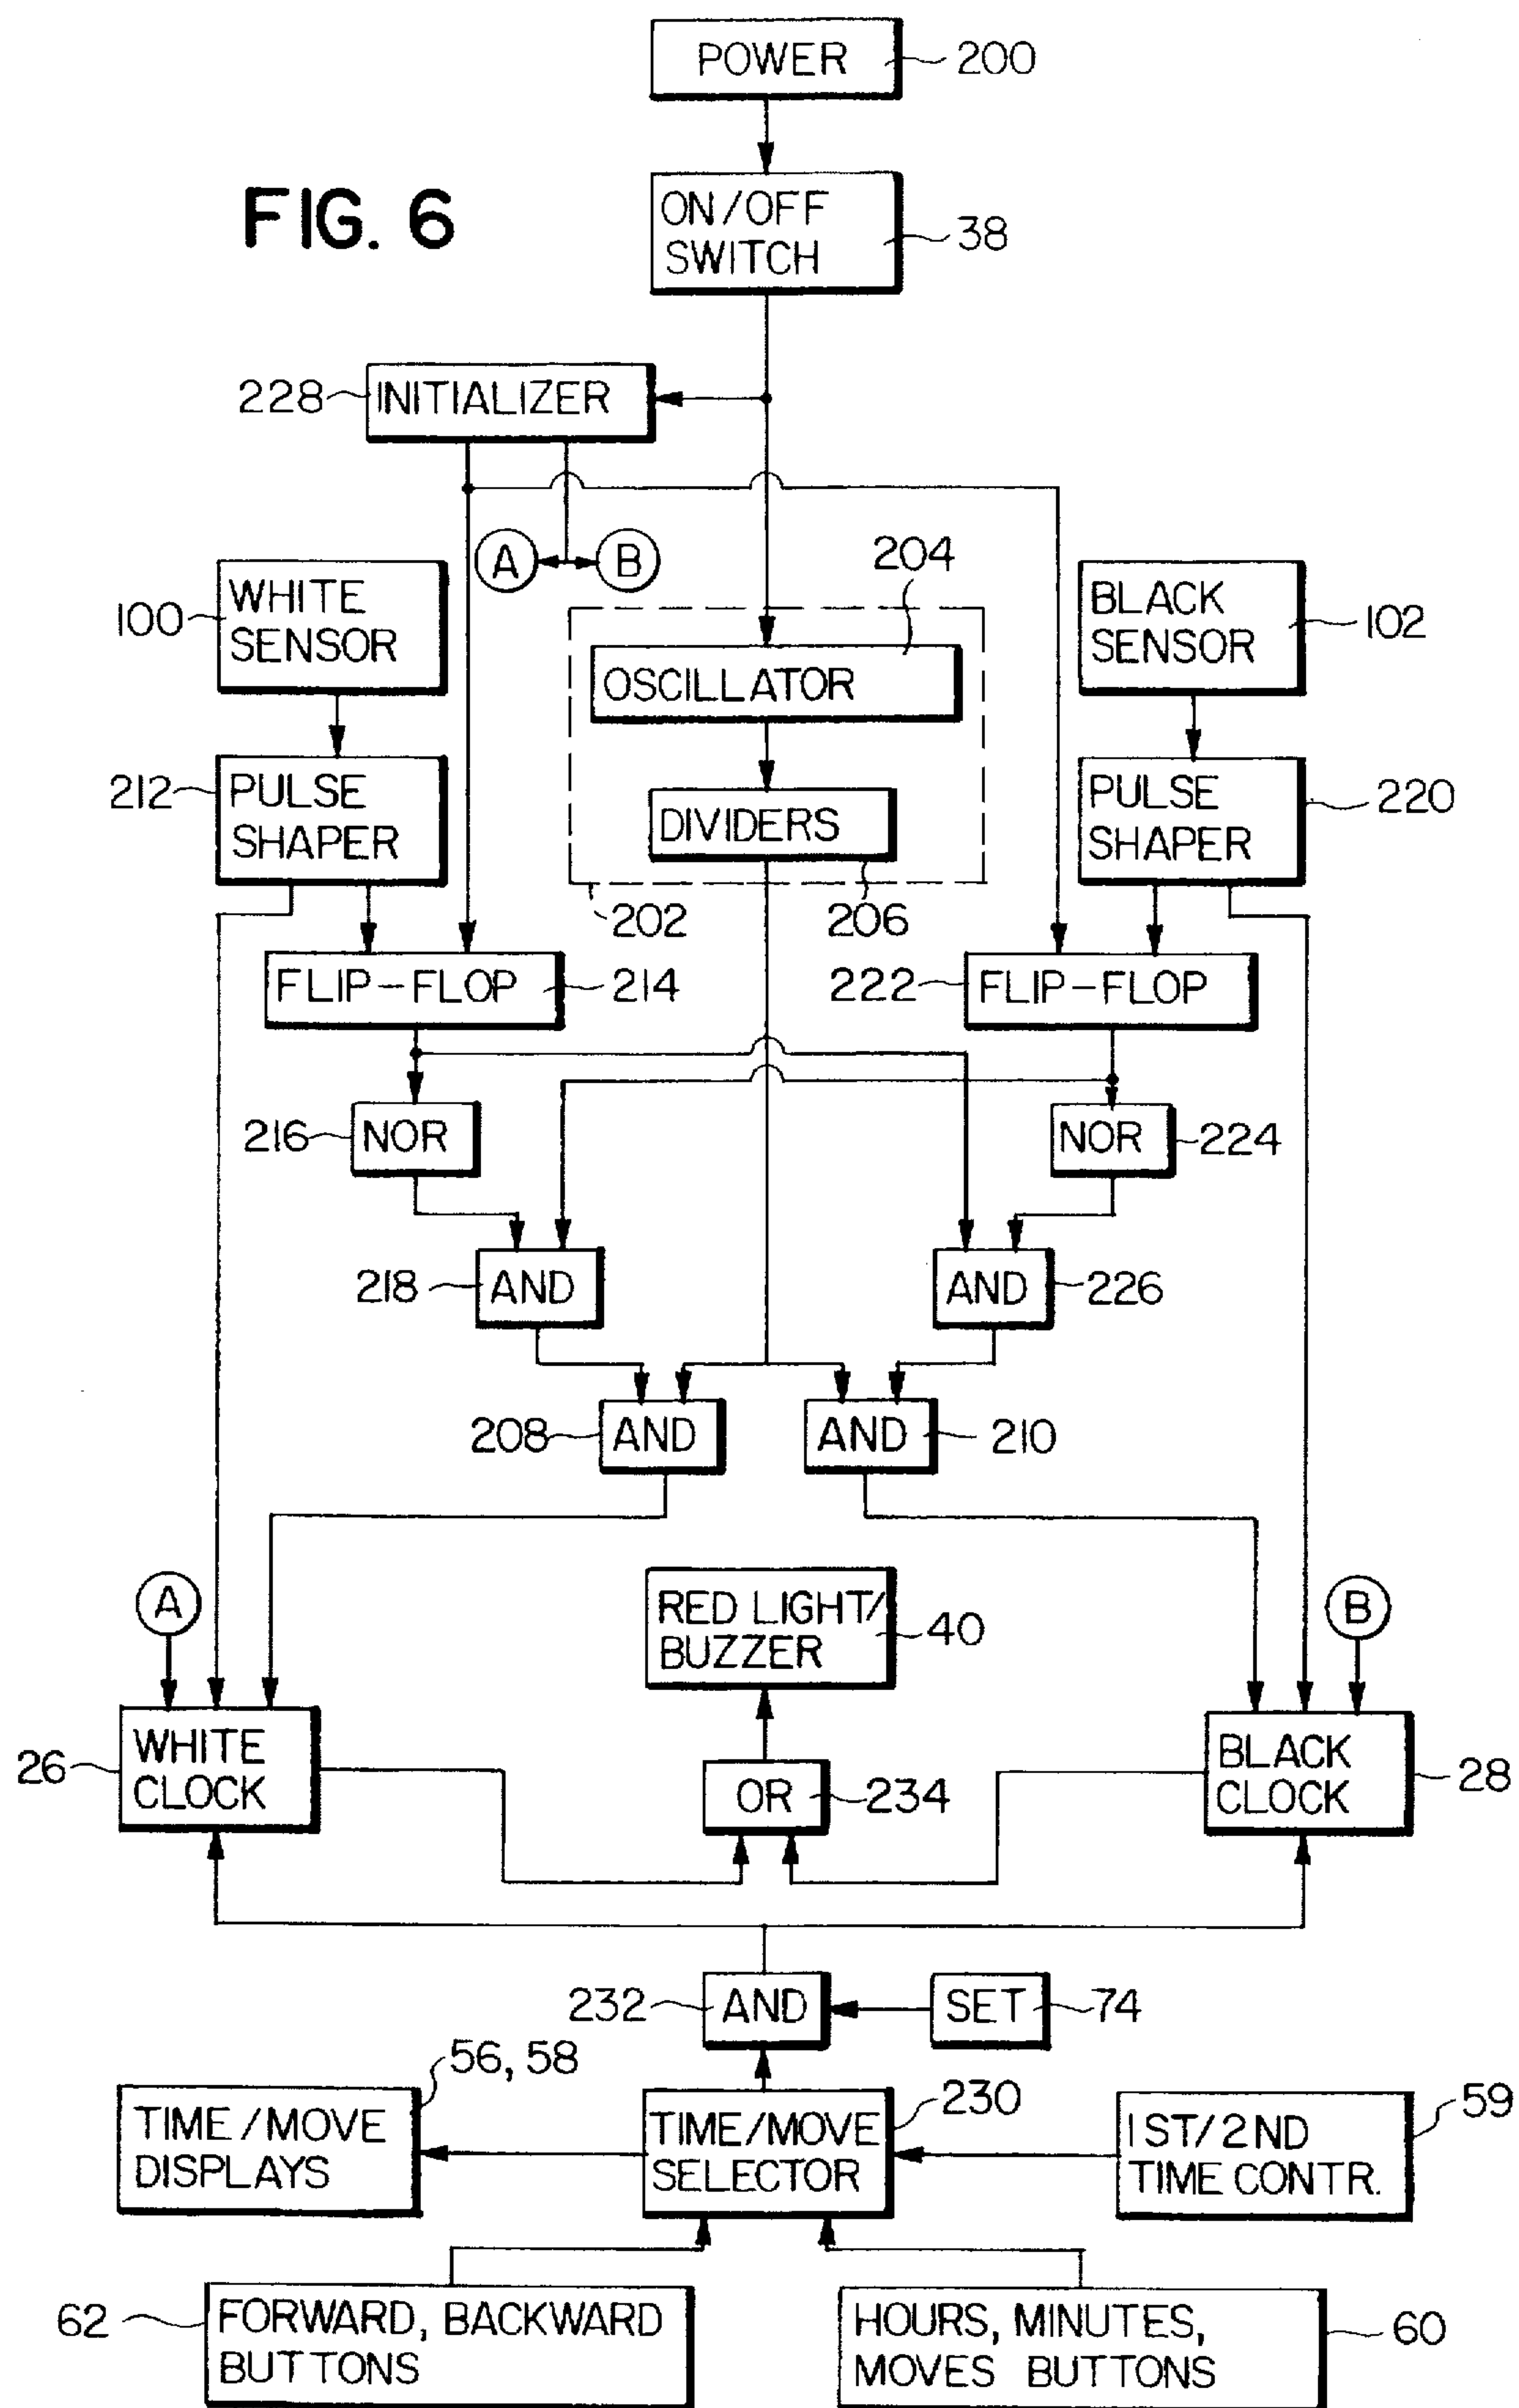 POWER
200
FIG. 6
ON/OFF
SWITCH
38
228
INITIALIZER
A
B
204
WHITE
SENSOR
100
BLACK
SENSOR
102
OSCILLATOR
212
PULSE
SHAPER
DIVIDERS
PULSE
SHAPER
220
202
206
FLIP-FLOP
214
222
FLIP-FLOP
216
NOR
NOR
224
218
AND
AND
226
208
AND
AND
210
A
RED LIGHT/
BUZZER
40
B
26
WHITE
CLOCK
OR
234
BLACK
CLOCK
28
232
AND
SET
74
56, 58
TIME/MOVE
DISPLAYS
230
TIME/MOVE
SELECTOR
59
1ST/2ND
TIME CONTR.
62
FORWARD, BACKWARD
BUTTONS
HOURS, MINUTES,
MOVES BUTTONS
60